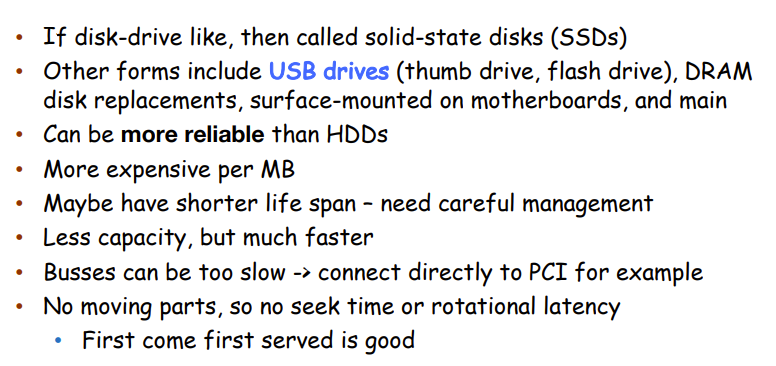 • If disk-drive like, then called solid-state disks (SSDs)
• Other forms include USB drives (thumb drive, flash drive), DRAM
disk replacements, surface-mounted on motherboards, and main
• Can be more reliable than HDDs
• More expensive per MB
• Maybe have shorter life span – need careful management
• Less capacity, but much faster
• Busses can be too slow -> connect directly to PCI for example
• No moving parts, so no seek time or rotational latency
• First come first served is good